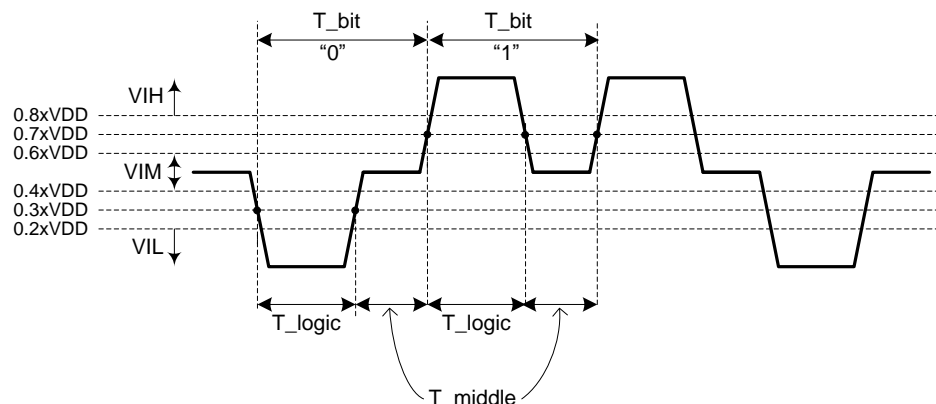 T_bit
T_bit
“0”
“1”
VIH
0.8xVDD
0.7xVDD
0.6xVDD
VIM
0.4xVDD
0.3xVDD
0.2xVDD
VIL
T_logic
T_logic
T_middle